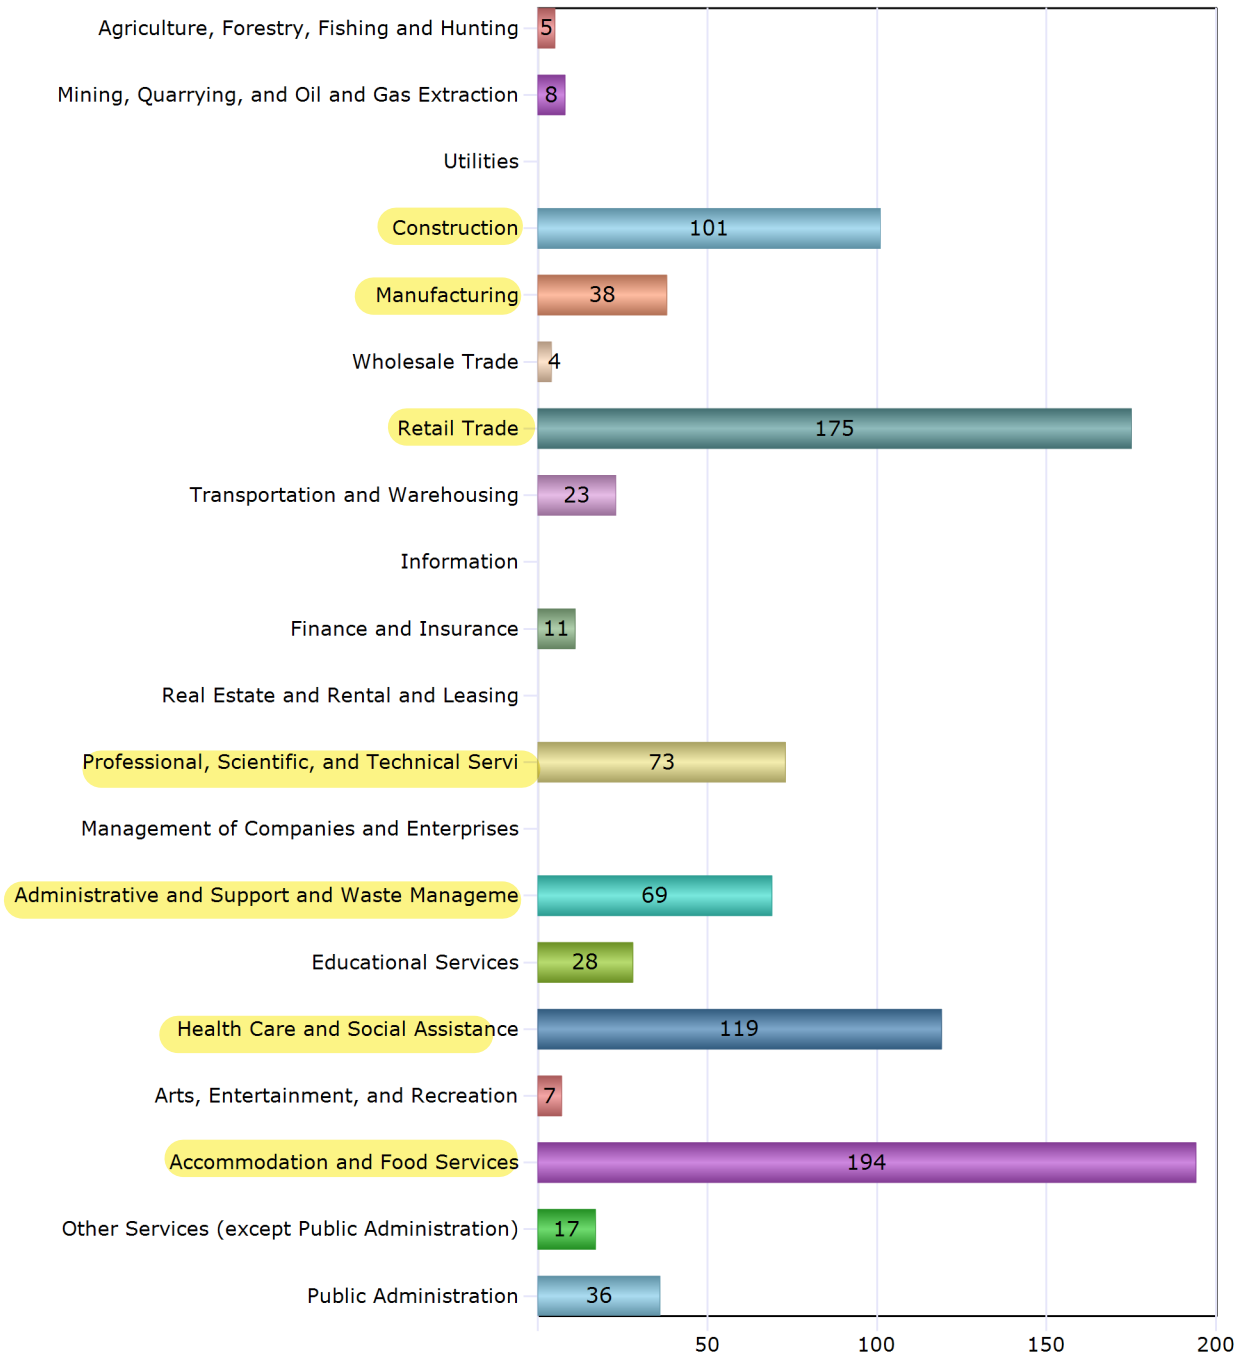 Agriculture, Forestry, Fishing and Hunting 5
Mining, Quarrying, and Oil and Gas Extraction 8
Utilities
Construction 101
Manufacturing 38
Wholesale Trade 4
Retail Trade 175
Transportation and Warehousing 23
Information
Finance and Insurance 11
Real Estate and Rental and Leasing
Professional, Scientific, and Technical Servi 73
Management of Companies and Enterprises
Administrative and Support and Waste Manageme 69
Educational Services 28
Health Care and Social Assistance 119
Arts, Entertainment, and Recreation 7
Accommodation and Food Services 194
Other Services (except Public Administration) 17
Public Administration 36
50 100 150 200